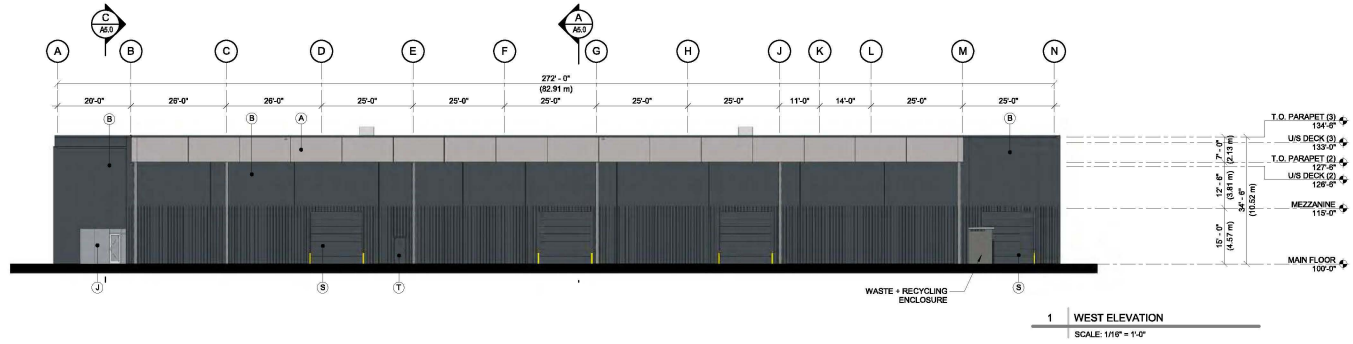 C
A5.0
A
A5.0
A B C D E F G H J K L M N
272' - 0"
(82.91 m)
20'-0" 26'-0" 26'-0" 25'-0" 25'-0" 25'-0" 25'-0" 25'-0" 11'-0" 14'-0" 25'-0" 25'-0"
B B A B
T.O. PARAPET (3)
134'-6"
U/S DECK (3)
133'-0"
T.O. PARAPET (2)
127'-6"
U/S DECK (2)
126'-6"
MEZZANINE
115'-0"
MAIN FLOOR
100'-0"
7' - 0"
(2.13 m)
12' - 6"
(3.81 m)
34' - 6"
(10.52 m)
15' - 0"
(4.57 m)
J S T S
WASTE + RECYCLING
ENCLOSURE
1 WEST ELEVATION
SCALE: 1/16" = 1'-0"